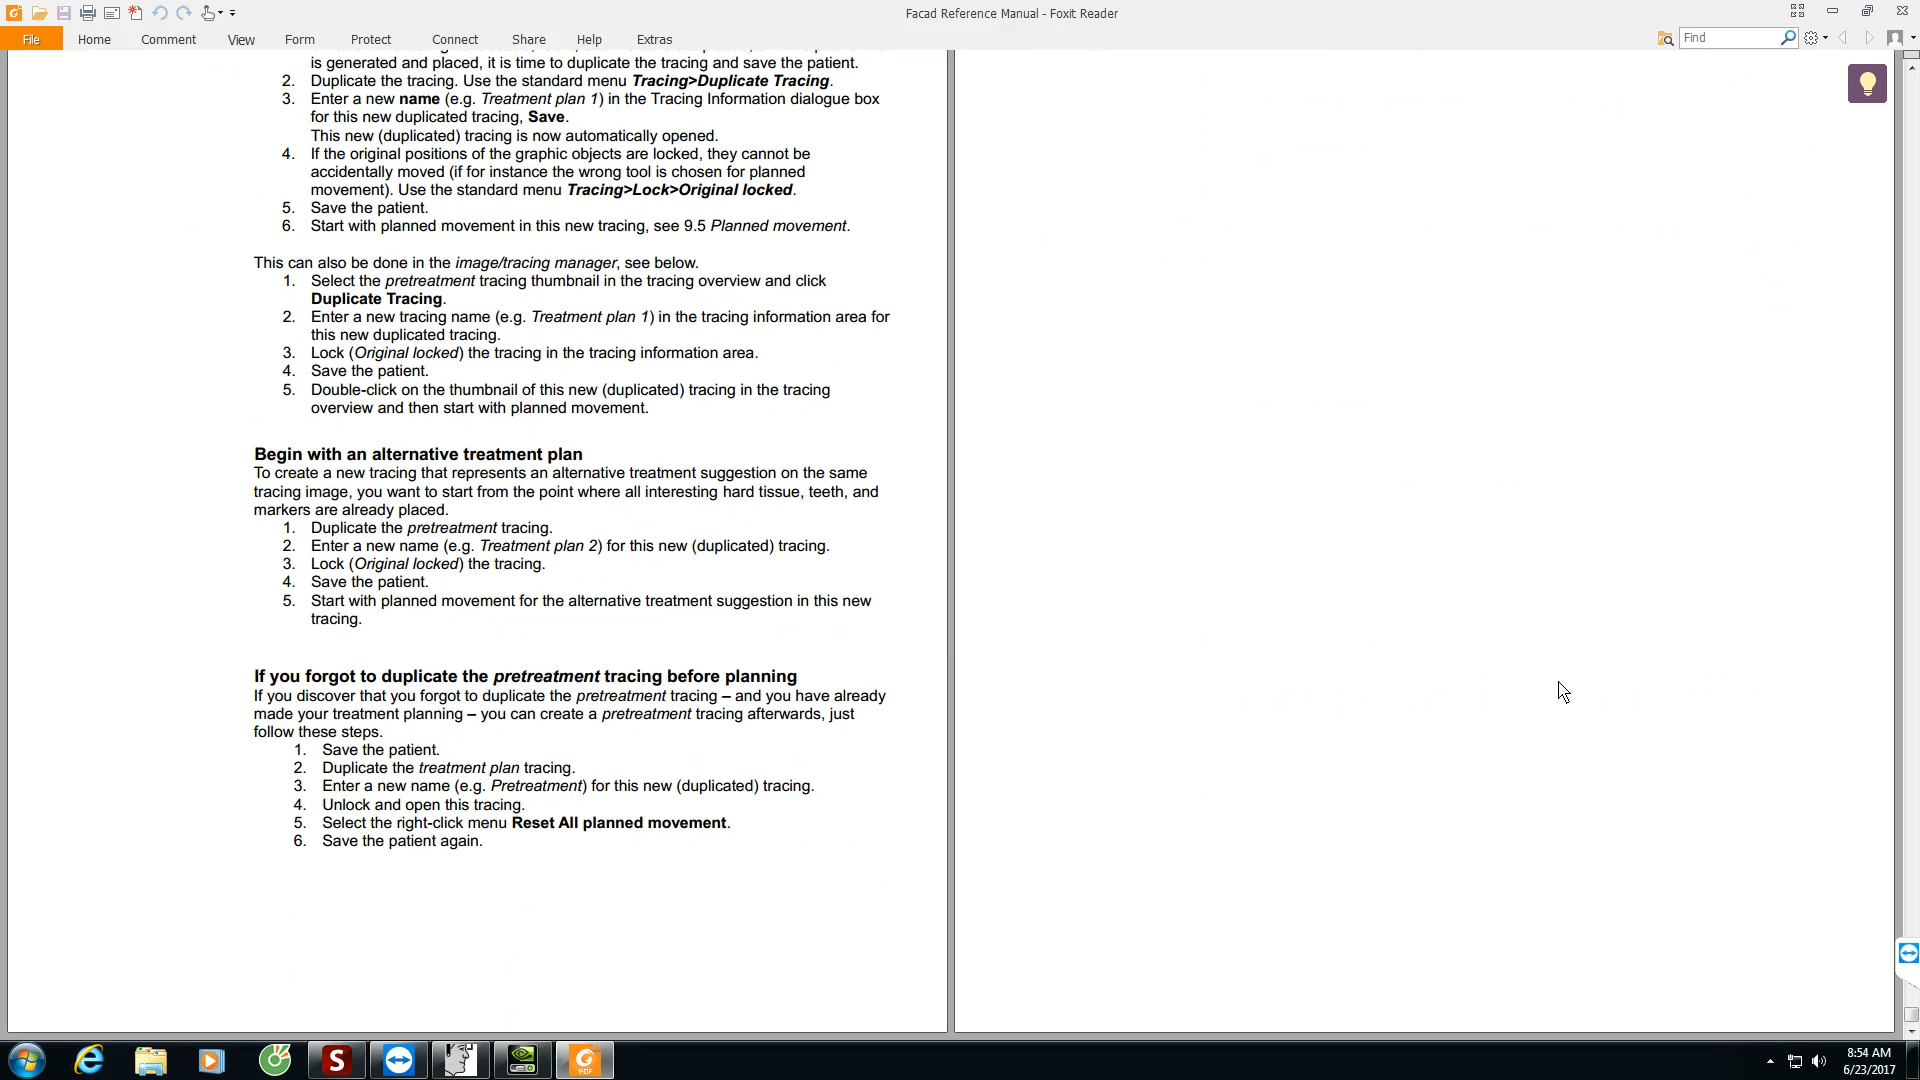 Facad Reference Manual - Foxit Reader
File Home Comment View Form Protect Connect Share Help Extras Find
is generated and placed, it is time to duplicate the tracing and save the patient.
2. Duplicate the tracing. Use the standard menu Tracing>Duplicate Tracing.
3. Enter a new name (e.g. Treatment plan 1) in the Tracing Information dialogue box
for this new duplicated tracing, Save.
This new (duplicated) tracing is now automatically opened.
4. If the original positions of the graphic objects are locked, they cannot be
accidentally moved (if for instance the wrong tool is chosen for planned
movement). Use the standard menu Tracing>Lock>Original locked.
5. Save the patient.
6. Start with planned movement in this new tracing, see 9.5 Planned movement.
This can also be done in the image/tracing manager, see below.
1. Select the pretreatment tracing thumbnail in the tracing overview and click
Duplicate Tracing.
2. Enter a new tracing name (e.g. Treatment plan 1) in the tracing information area for
this new duplicated tracing.
3. Lock (Original locked) the tracing in the tracing information area.
4. Save the patient.
5. Double-click on the thumbnail of this new (duplicated) tracing in the tracing
overview and then start with planned movement.
Begin with an alternative treatment plan
To create a new tracing that represents an alternative treatment suggestion on the same
tracing image, you want to start from the point where all interesting hard tissue, teeth, and
markers are already placed.
1. Duplicate the pretreatment tracing.
2. Enter a new name (e.g. Treatment plan 2) for this new (duplicated) tracing.
3. Lock (Original locked) the tracing.
4. Save the patient.
5. Start with planned movement for the alternative treatment suggestion in this new
tracing.
If you forgot to duplicate the pretreatment tracing before planning
If you discover that you forgot to duplicate the pretreatment tracing – and you have already
made your treatment planning – you can create a pretreatment tracing afterwards, just
follow these steps.
1. Save the patient.
2. Duplicate the treatment plan tracing.
3. Enter a new name (e.g. Pretreatment) for this new (duplicated) tracing.
4. Unlock and open this tracing.
5. Select the right-click menu Reset All planned movement.
6. Save the patient again.
S
PDF
8:54 AM
6/23/2017